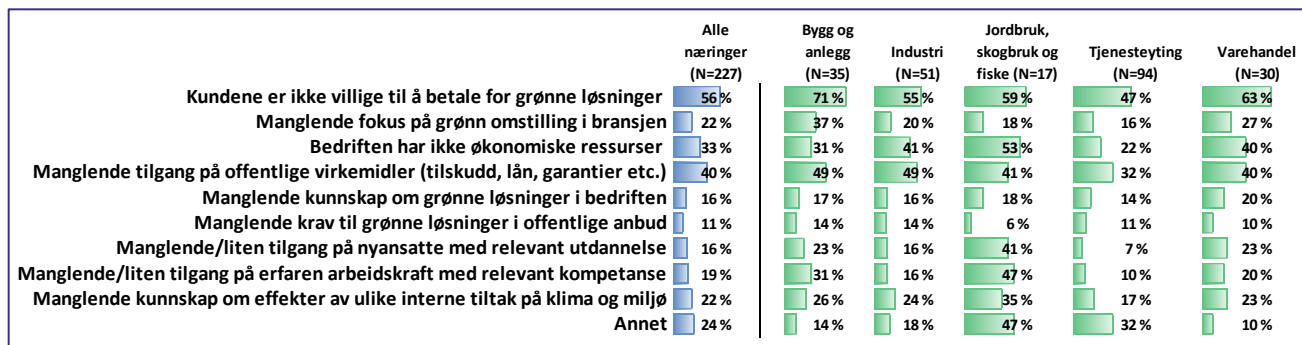 Alle næringer (N=227) Bygg og anlegg (N=35) Industri (N=51) Jordbruk, skogbruk og fiske (N=17) Tjenesteyting (N=94) Varehandel (N=30)
Kundene er ikke villige til å betale for grønne løsninger 56 % 71 % 55 % 59 % 47 % 63 %
Manglende fokus på grønn omstilling i bransjen 22 % 37 % 20 % 18 % 16 % 27 %
Bedriften har ikke økonomiske ressurser 33 % 31 % 41 % 53 % 22 % 40 %
Manglende tilgang på offentlige virkemidler (tilskudd, lån, garantier etc.) 40 % 49 % 49 % 41 % 32 % 40 %
Manglende kunnskap om grønne løsninger i bedriften 16 % 17 % 16 % 18 % 14 % 20 %
Manglende krav til grønne løsninger i offentlige anbud 11 % 14 % 14 % 6 % 11 % 10 %
Manglende/liten tilgang på nyansatte med relevant utdannelse 16 % 23 % 16 % 41 % 7 % 23 %
Manglende/liten tilgang på erfaren arbeidskraft med relevant kompetanse 19 % 31 % 16 % 47 % 10 % 20 %
Manglende kunnskap om effekter av ulike interne tiltak på klima og miljø 22 % 26 % 24 % 35 % 17 % 23 %
Annet 24 % 14 % 18 % 47 % 32 % 10 %